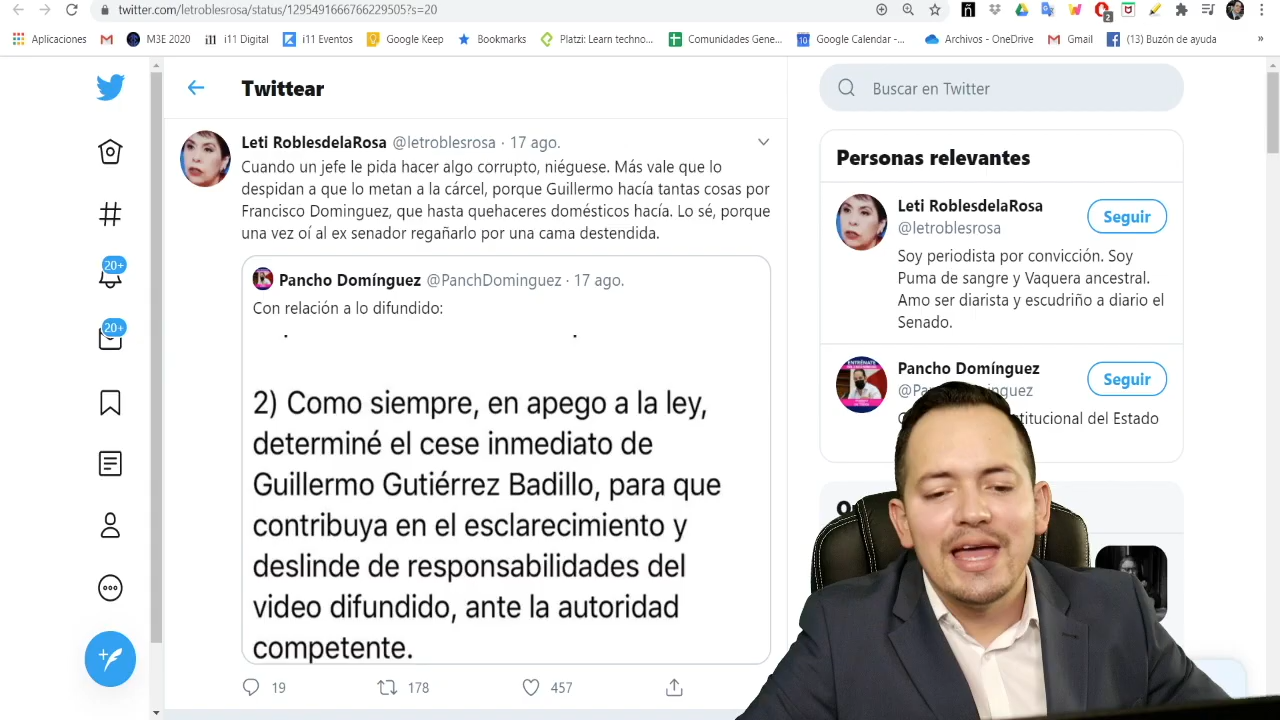 twitter.com/letroblesrosa/status/1295491666766229505?s=20
Aplicaciones M3E 2020 i11 Digital i11 Eventos Google Keep Bookmarks Platzi: Learn techno... Comunidades Gene... Google Calendar -... Archivos - OneDrive Gmail (13) Buzón de ayuda »
Twittear
Buscar en Twitter
Leti RoblesdelaRosa @letroblesrosa · 17 ago.
Cuando un jefe le pida hacer algo corrupto, niéguese. Más vale que lo
despidan a que lo metan a la cárcel, porque Guillermo hacía tantas cosas por
Francisco Dominguez, que hasta quehaceres domésticos hacía. Lo sé, porque
una vez oí al ex senador regañarlo por una cama destendida.
Pancho Domínguez @PanchDominguez · 17 ago.
Con relación a lo difundido:
2) Como siempre, en apego a la ley,
determiné el cese inmediato de
Guillermo Gutiérrez Badillo, para que
contribuya en el esclarecimiento y
deslinde de responsabilidades del
video difundido, ante la autoridad
competente.
19 178 457
20+
20+
Personas relevantes
Leti RoblesdelaRosa
@letroblesrosa
Seguir
Soy periodista por convicción. Soy
Puma de sangre y Vaquera ancestral.
Amo ser diarista y escudriño a diario el
Senado.
Pancho Domínguez
Seguir
del Estado